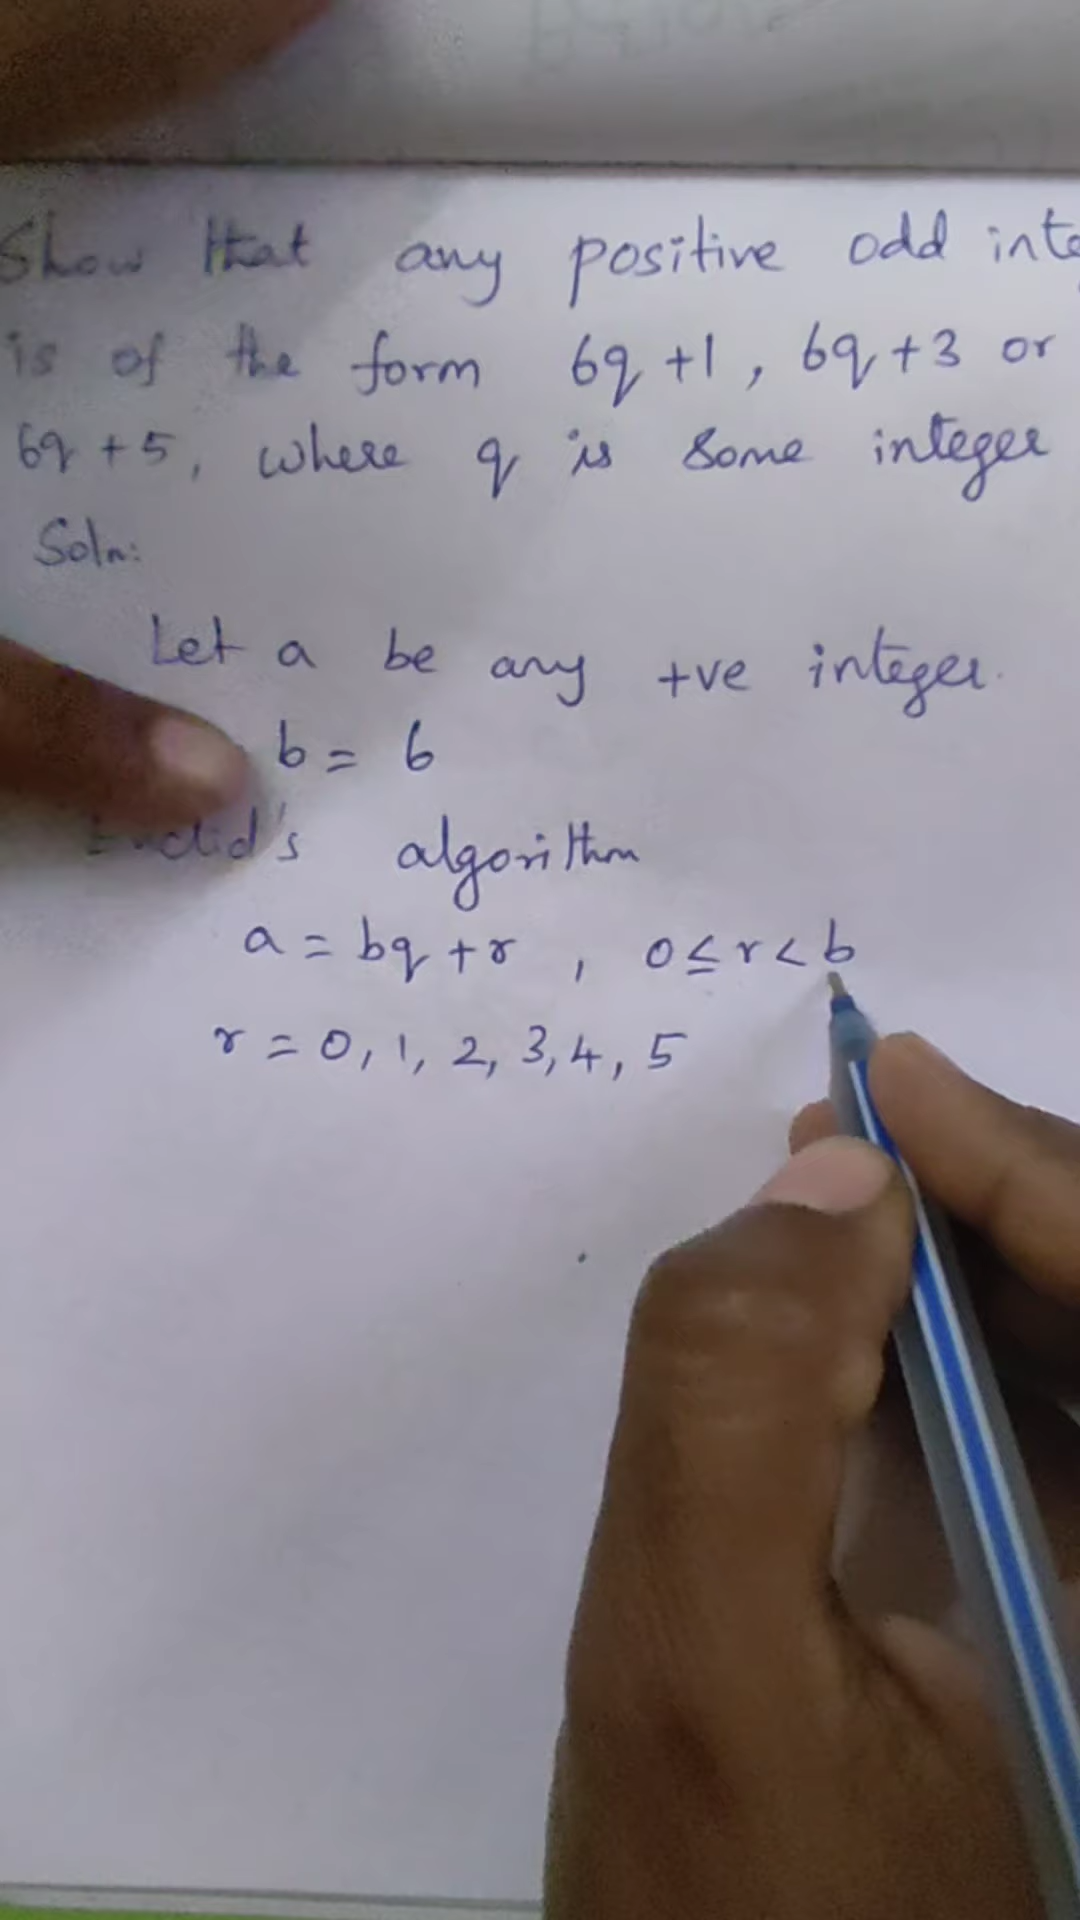 Show that any positive odd
is of the form 6q+1, 6q+3 or
6q+5, where q is some integer
Soln:
Let a be any +ve integer.
b = 6
algorithm
a = bq + r , 0 ≤ r < b
r = 0, 1, 2, 3, 4, 5